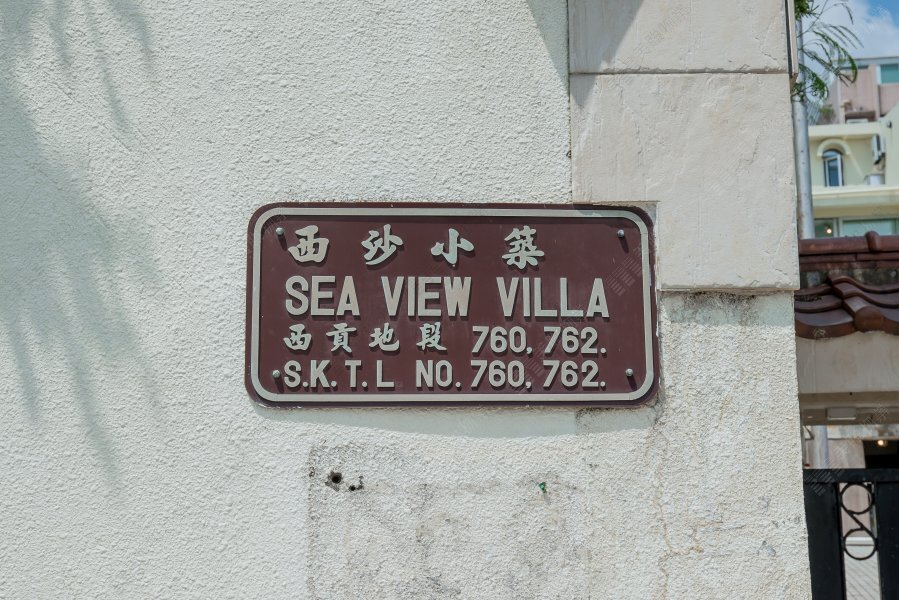 西沙小築
SEA VIEW VILLA
西貢地段 760, 762.
S.K.T.L NO. 760, 762.